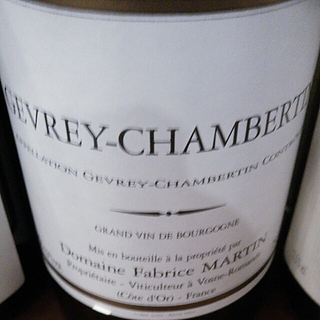 GEVREY-CHAMBERTI
APPELLATION GEVREY-CHAMBERTIN CONTRÔ
GRAND VIN DE BOURGOGNE
Mis en bouteille à la propriété par
Domaine Fabrice MARTIN
Propriétaire - Viticulteur à Vosne-Romanée
(Côte d'Or) - France